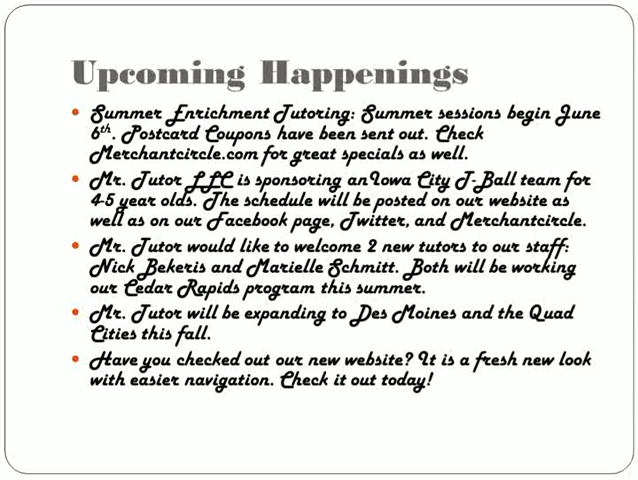 Upcoming Happenings
• Summer Enrichment Tutoring: Summer sessions begin June
6th. Postcard Coupons have been sent out. Check
Merchantcircle.com for great specials as well.
• Mr. Tutor LLC is sponsoring anIowa City T-Ball team for
4-5 year olds. The schedule will be posted on our website as
well as on our Facebook page, Twitter, and Merchantcircle.
• Mr. Tutor would like to welcome 2 new tutors to our staff:
Nick Bekeris and Marielle Schmitt. Both will be working
our Cedar Rapids program this summer.
• Mr. Tutor will be expanding to Des Moines and the Quad
Cities this fall.
• Have you checked out our new website? It is a fresh new look
with easier navigation. Check it out today!